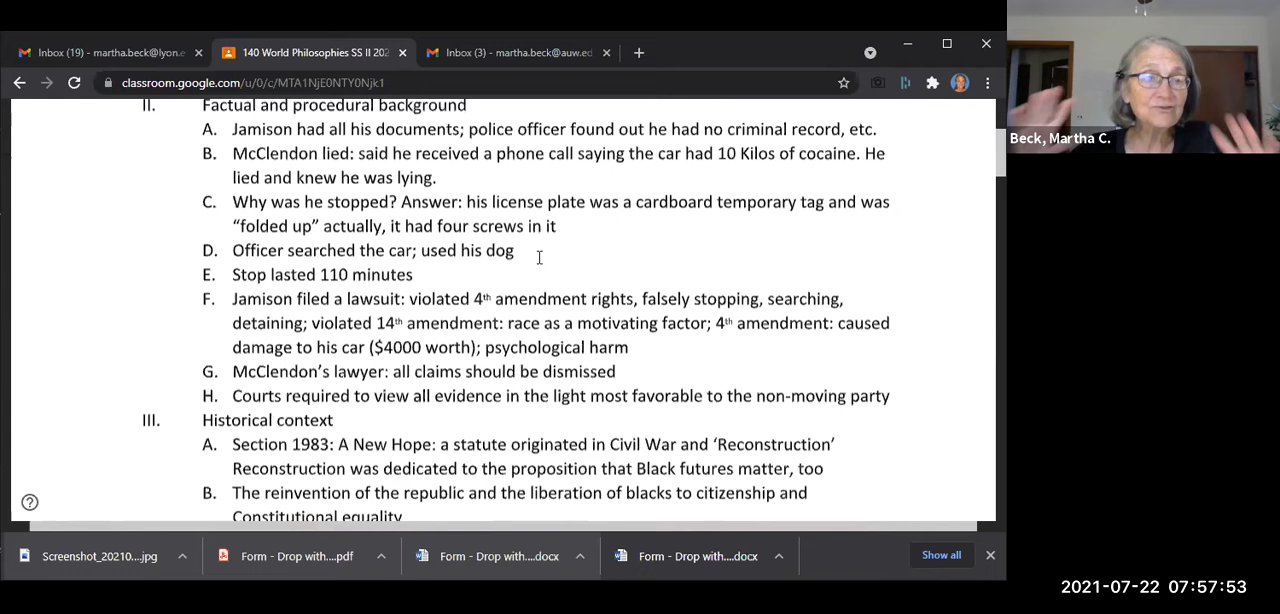 Inbox (19) - martha.beck@lyon.e
140 World Philosophies SS II 202
Inbox (3) - martha.beck@auw.ed
classroom.google.com/u/0/c/MTA1NjE0NTY0Njk1
Beck, Martha C.
II. Factual and procedural background
A. Jamison had all his documents; police officer found out he had no criminal record, etc.
B. McClendon lied: said he received a phone call saying the car had 10 Kilos of cocaine. He
lied and knew he was lying.
C. Why was he stopped? Answer: his license plate was a cardboard temporary tag and was
“folded up” actually, it had four screws in it
D. Officer searched the car; used his dog
E. Stop lasted 110 minutes
F. Jamison filed a lawsuit: violated 4th amendment rights, falsely stopping, searching,
detaining; violated 14th amendment: race as a motivating factor; 4th amendment: caused
damage to his car ($4000 worth); psychological harm
G. McClendon’s lawyer: all claims should be dismissed
H. Courts required to view all evidence in the light most favorable to the non-moving party
III. Historical context
A. Section 1983: A New Hope: a statute originated in Civil War and ‘Reconstruction’
Reconstruction was dedicated to the proposition that Black futures matter, too
B. The reinvention of the republic and the liberation of blacks to citizenship and
Constitutional equality
Screenshot_20210....jpg
Form - Drop with....pdf
Form - Drop with....docx
Form - Drop with....docx
Show all
2021-07-22 07:57:53